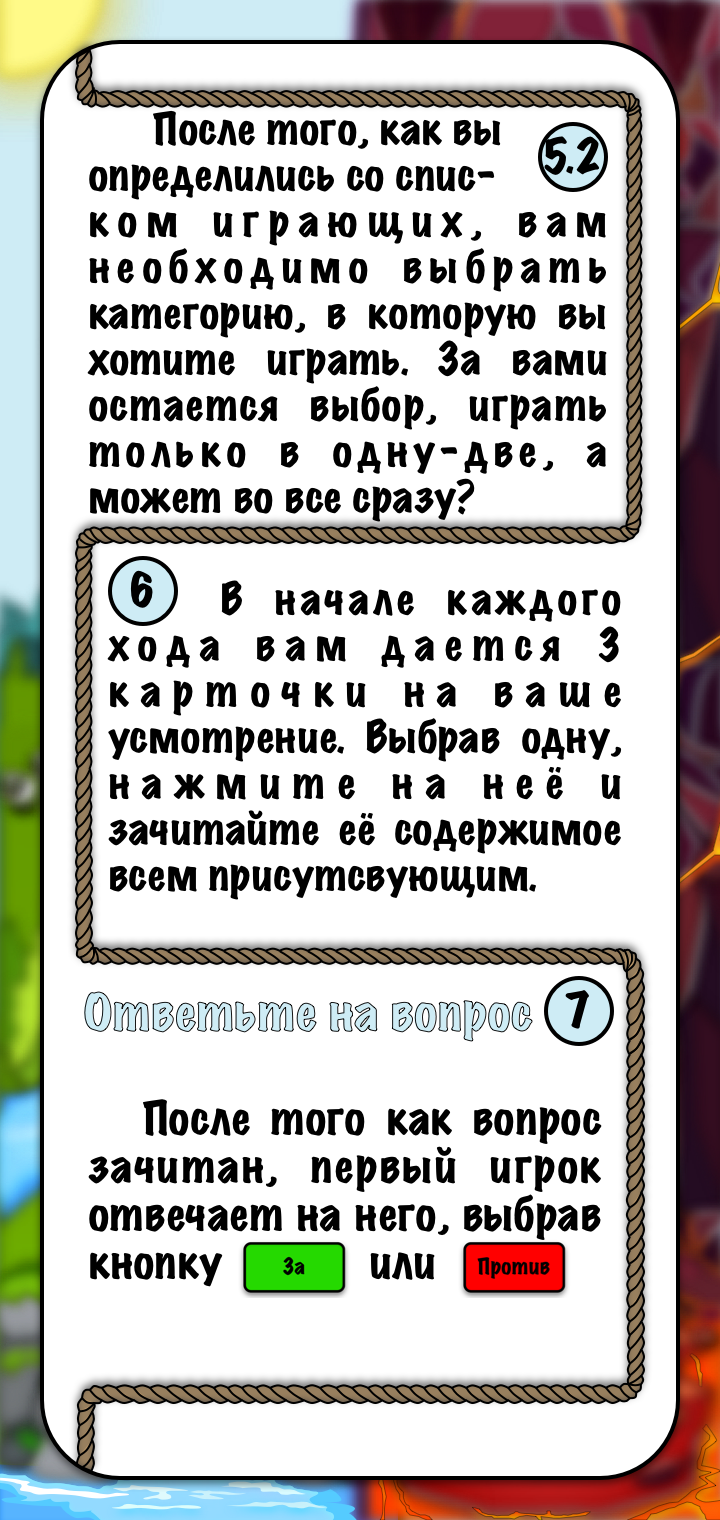 После того, как вы
5.2
определились со спис-
ком играющих, вам
необходимо выбрать
категорию, в которую вы
хотите играть. За вами
остается выбор, играть
только в одну-две, а
может во все сразу?
6
В начале каждого
хода вам дается 3
карточки на ваше
усмотрение. Выбрав одну,
нажмите на неё и
зачитайте её содержимое
всем присутсвующим.
Ответьте на вопрос
7
После того как вопрос
зачитан, первый игрок
отвечает на него, выбрав
кнопку За или Против